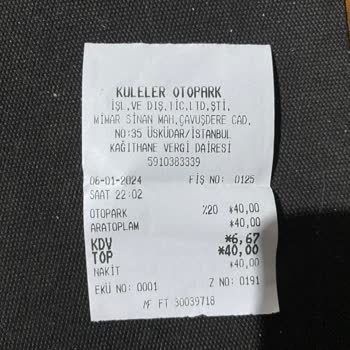 KULELER OTOPARK
İŞL.VE DIŞ.TİC.LTD.ŞTİ.
MİMAR SİNAN MAH.ÇAVUŞDERE CAD.
NO:35 ÜSKÜDAR/İSTANBUL
KAĞITHANE VERGİ DAİRESİ
5910383339
06-01-2024 FİŞ NO: 0125
SAAT 22:02
OTOPARK %20 *40,00
ARATOPLAM *40,00
KDV *6,67
TOP *40,00
NAKİT *40,00
EKÜ NO: 0001 Z NO: 0191
MF FT 30039718